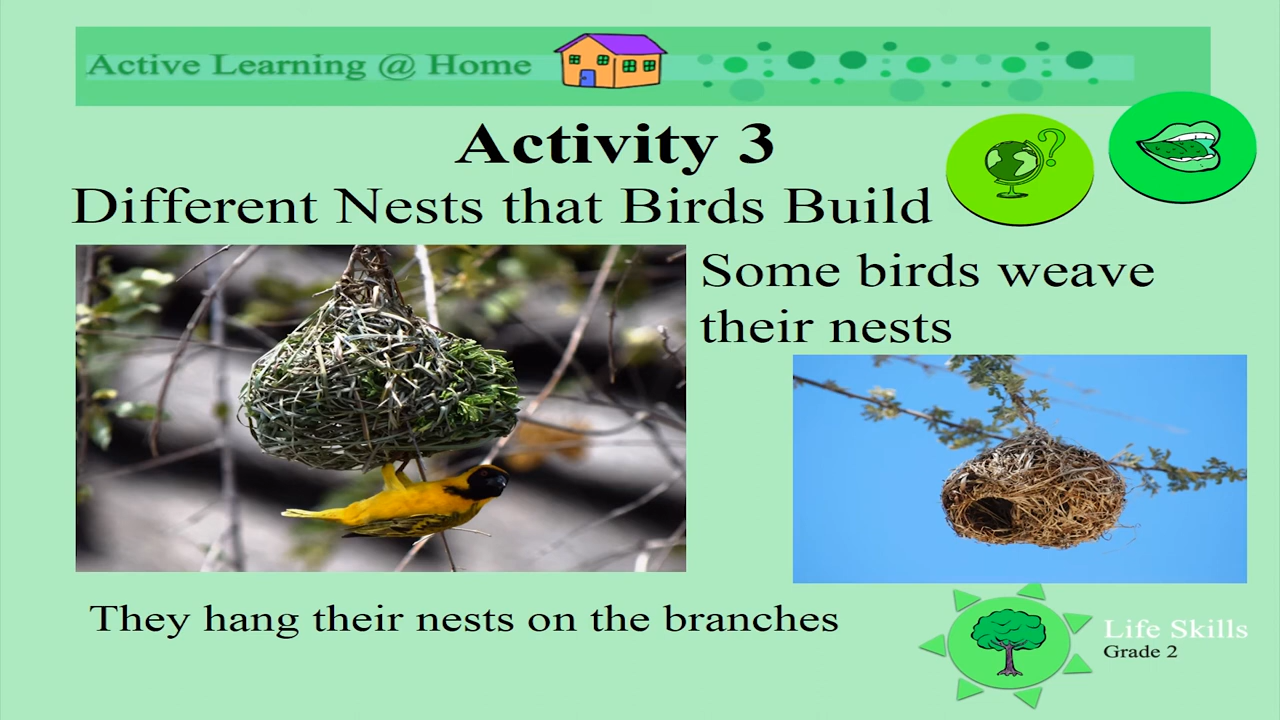 Active Learning @ Home
Activity 3
Different Nests that Birds Build
Some birds weave
their nests
They hang their nests on the branches
Life Skills
Grade 2